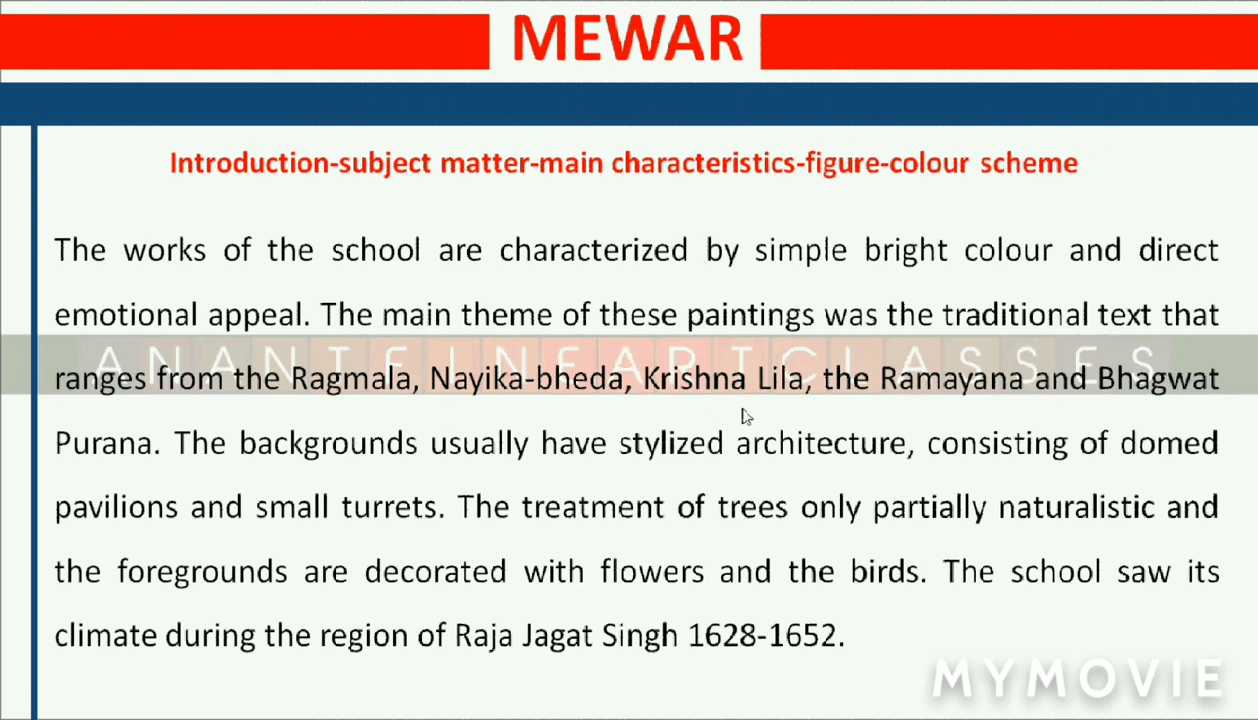 MEWAR
Introduction-subject matter-main characteristics-figure-colour scheme
The works of the school are characterized by simple bright colour and direct
emotional appeal. The main theme of these paintings was the traditional text that
ANANT FINE ART CLASSES
ranges from the Ragmala, Nayika-bheda, Krishna Lila, the Ramayana and Bhagwat
Purana. The backgrounds usually have stylized architecture, consisting of domed
pavilions and small turrets. The treatment of trees only partially naturalistic and
the foregrounds are decorated with flowers and the birds. The school saw its
climate during the region of Raja Jagat Singh 1628-1652.
MYMOVIE